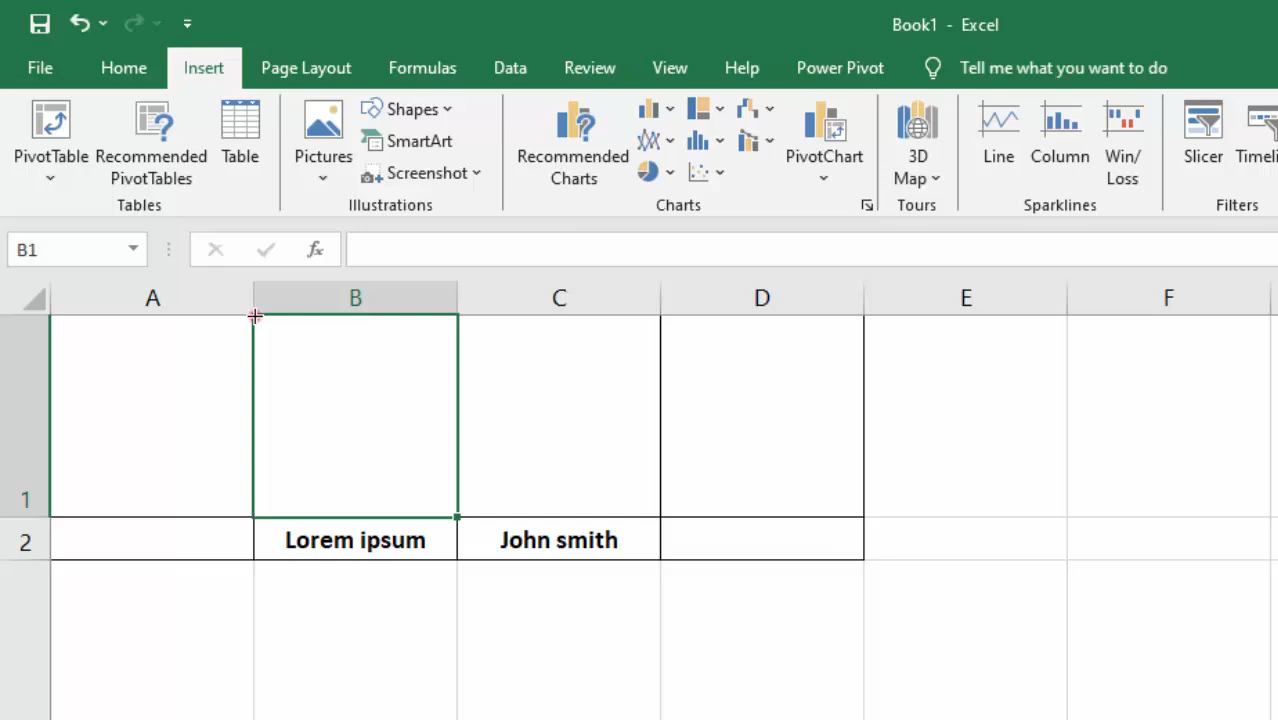 Book1 - Excel
File Home Insert Page Layout Formulas Data Review View Help Power Pivot Tell me what you want to do
PivotTable
Recommended PivotTables
Table
Tables
Pictures
Shapes
SmartArt
Screenshot
Illustrations
Recommended Charts
PivotChart
Charts
3D Map
Tours
Line
Column
Win/Loss
Sparklines
Slicer
Filters
B1
fx
A B C D E F
1
2 Lorem ipsum John smith